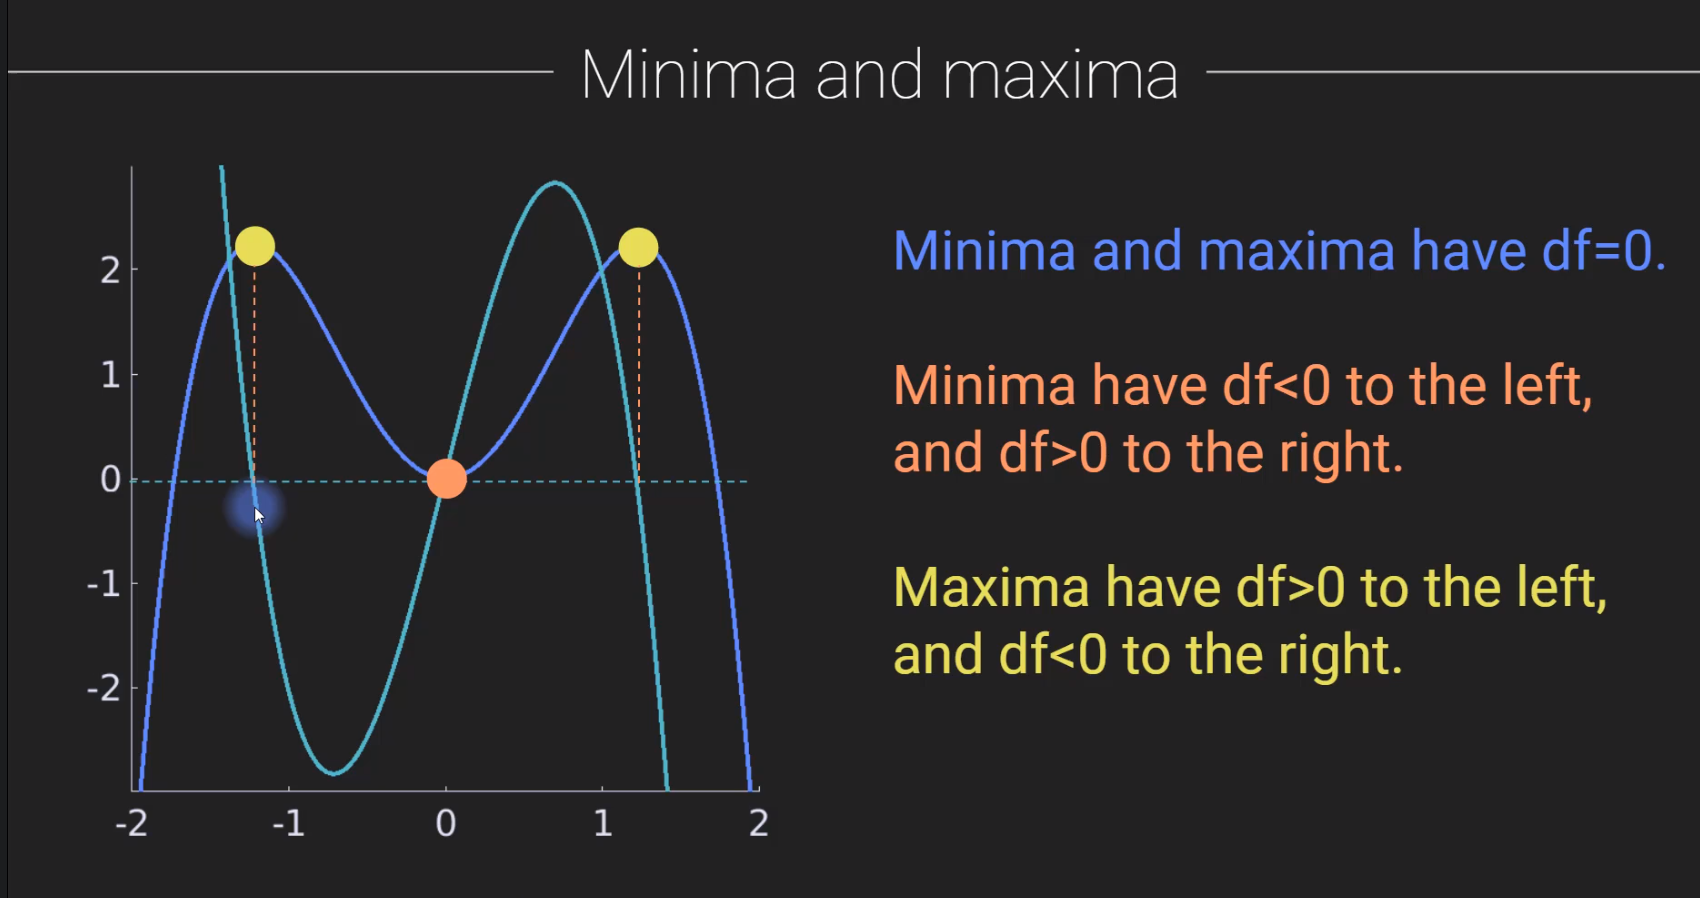 Minima and maxima
2
1
0
-1
-2
-2 -1 0 1 2
Minima and maxima have df=0.
Minima have df<0 to the left,
and df>0 to the right.
Maxima have df>0 to the left,
and df<0 to the right.